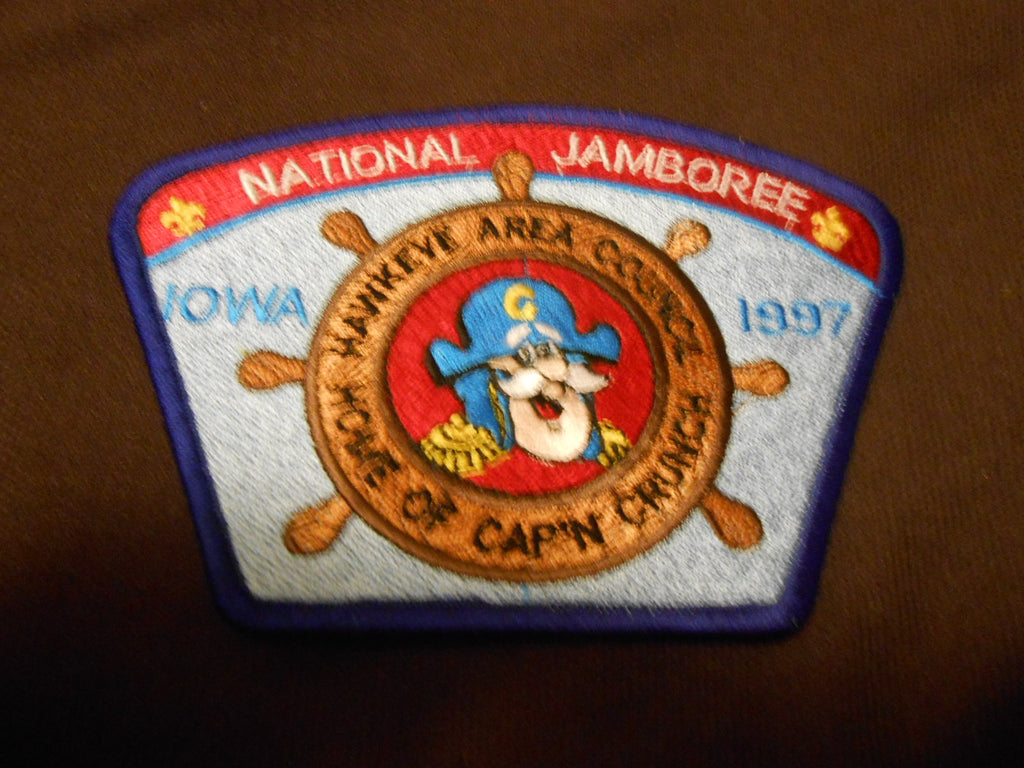 NATIONAL JAMBOREE
IOWA
1997
HAWKEYE AREA COUNCIL
HOME OF CAP'N' CRUNCH
C